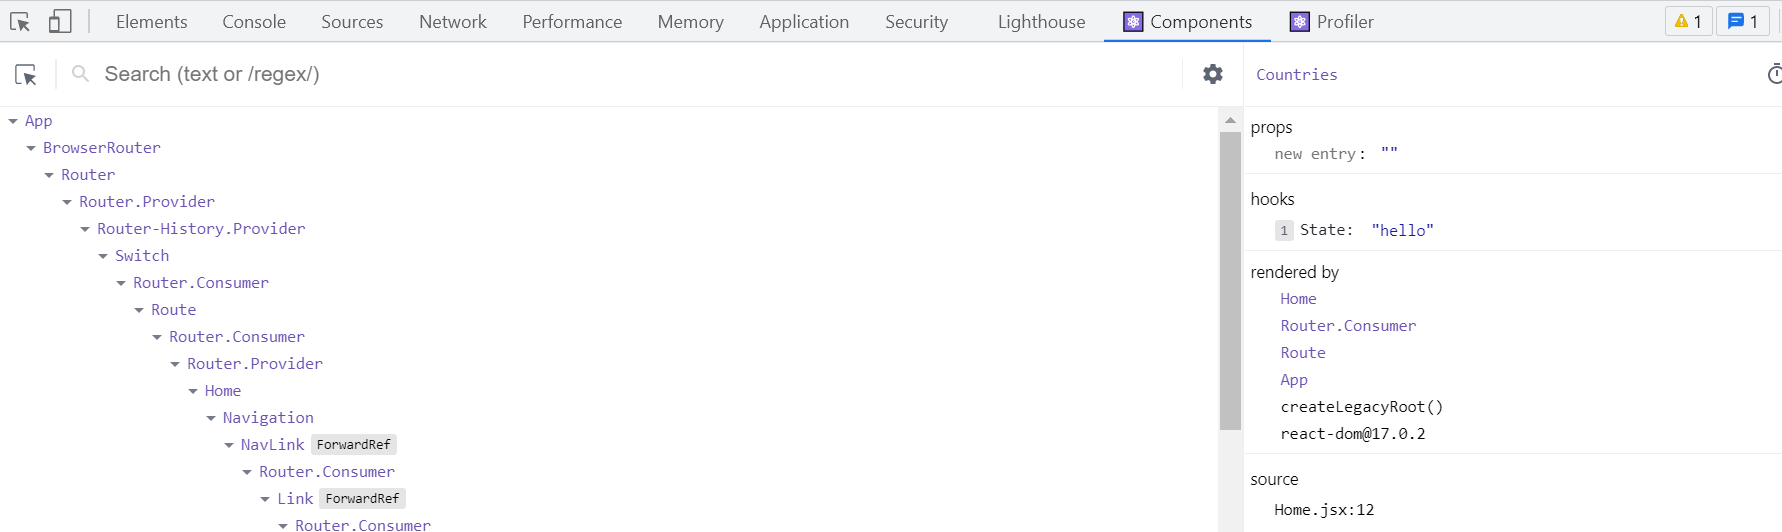 Elements Console Sources Network Performance Memory Application Security Lighthouse Components Profiler 1 1
Search (text or /regex/)
App
BrowserRouter
Router
Router.Provider
Router-History.Provider
Switch
Router.Consumer
Route
Router.Consumer
Router.Provider
Home
Navigation
NavLink ForwardRef
Router.Consumer
Link ForwardRef
Router.Consumer
Countries
props
new entry: ""
hooks
1 State: "hello"
rendered by
Home
Router.Consumer
Route
App
createLegacyRoot()
react-dom@17.0.2
source
Home.jsx:12